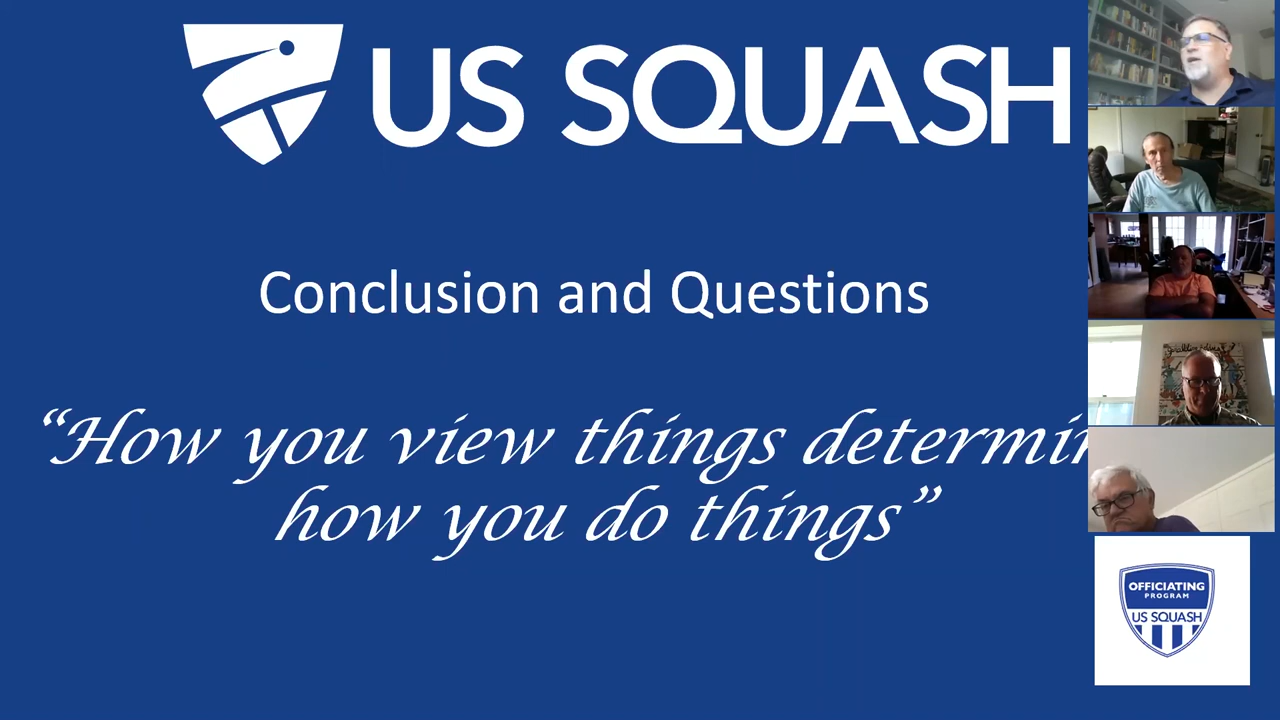 US SQUASH
Conclusion and Questions
“How you view things determin
how you do things”
OFFICIATING
PROGRAM
US SQUASH